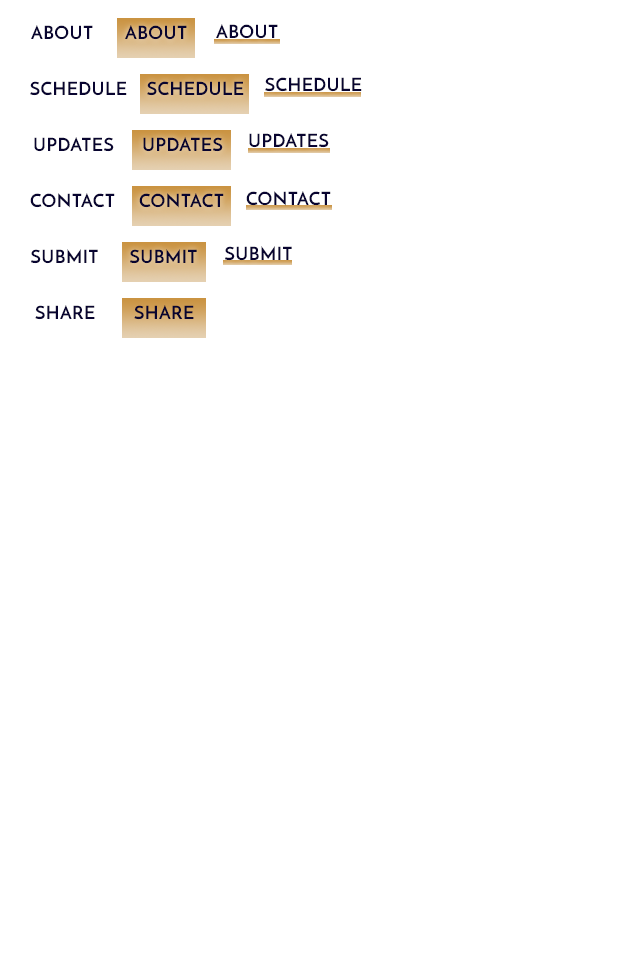 ABOUT ABOUT ABOUT
SCHEDULE SCHEDULE SCHEDULE
UPDATES UPDATES UPDATES
CONTACT CONTACT CONTACT
SUBMIT SUBMIT SUBMIT
SHARE SHARE